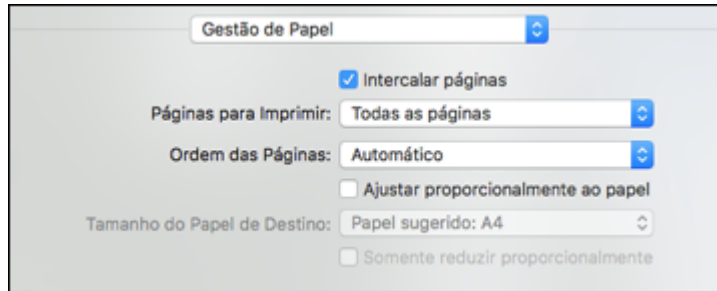 Gestão de Papel
Intercalar páginas
Páginas para Imprimir: Todas as páginas
Ordem das Páginas: Automático
Ajustar proporcionalmente ao papel
Tamanho do Papel de Destino: Papel sugerido: A4
Somente reduzir proporcionalmente